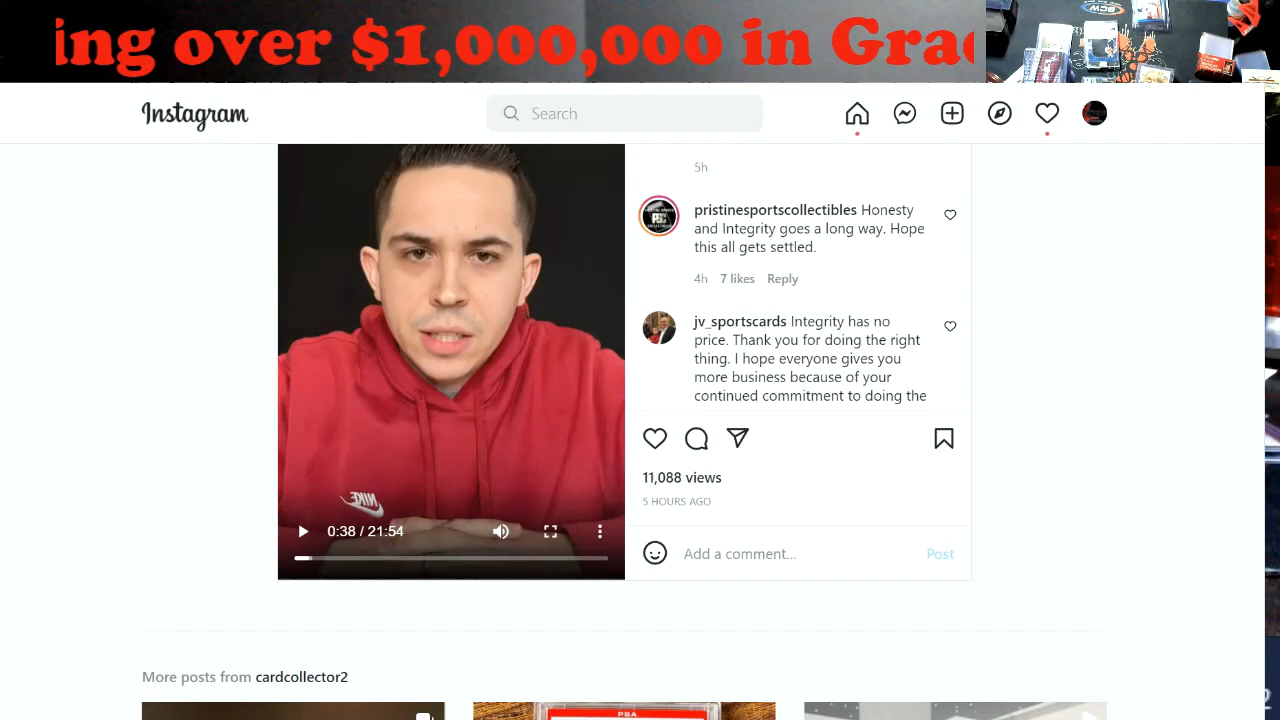 ing over $1,000,000 in Grad
BCW
Instagram
Search
5h
pristinesportscollectibles Honesty
and Integrity goes a long way. Hope
this all gets settled.
4h 7 likes Reply
jv_sportscards Integrity has no
price. Thank you for doing the right
thing. I hope everyone gives you
more business because of your
continued commitment to doing the
NIKE
0:38 / 21:54
11,088 views
5 HOURS AGO
Add a comment... Post
More posts from cardcollector2
PSA